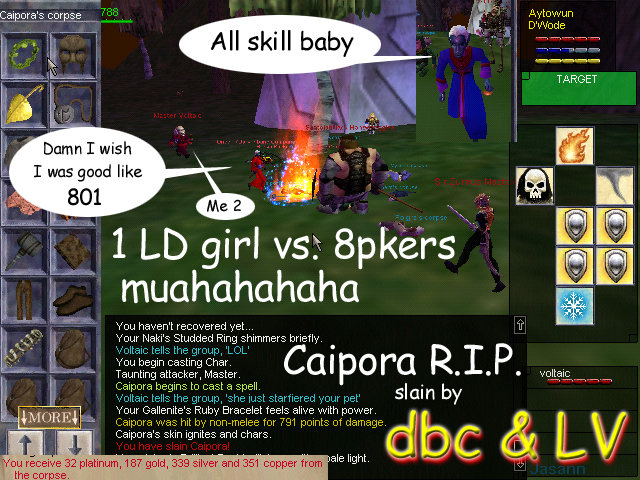 Caipora's corpse
788
Aytowun
D'Wode
TARGET
All skill baby
Master Voltaic
Damn I wish
I was good like
801
Me 2
1 LD girl vs. 8pkers
muahahahaha
You haven't recovered yet...
Your Naki's Studded Ring shimmers briefly.
Voltaic tells the group, 'LOL'
You begin casting Char.
Taunting attacker, Master.
Caipora begins to cast a spell.
Voltaic tells the group, 'she just starfiered your pet'
Your Gallenite's Ruby Bracelet feels alive with power.
Caipora was hit by non-melee for 791 points of damage.
Caipora's skin ignites and chars.
You have slain Caipora!
pale light.
Caipora R.I.P.
slain by
dbc & LV
voltaic
Jasann
MORE
You receive 32 platinum, 187 gold, 339 silver and 351 copper from
the corpse.